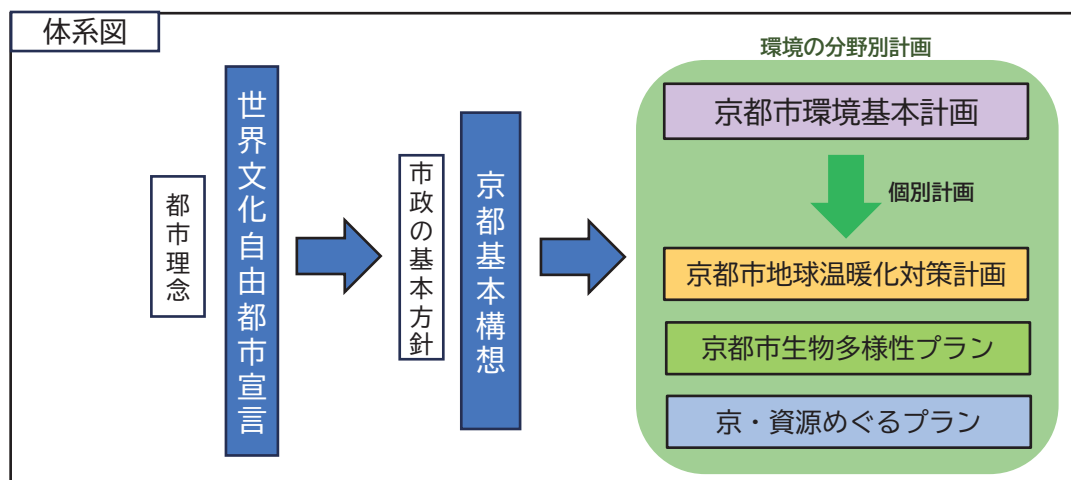 体系図
都市理念
世界文化自由都市宣言
市政の基本方針
京都基本構想
環境の分野別計画
京都市環境基本計画
個別計画
京都市地球温暖化対策計画
京都市生物多様性プラン
京・資源めぐるプラン